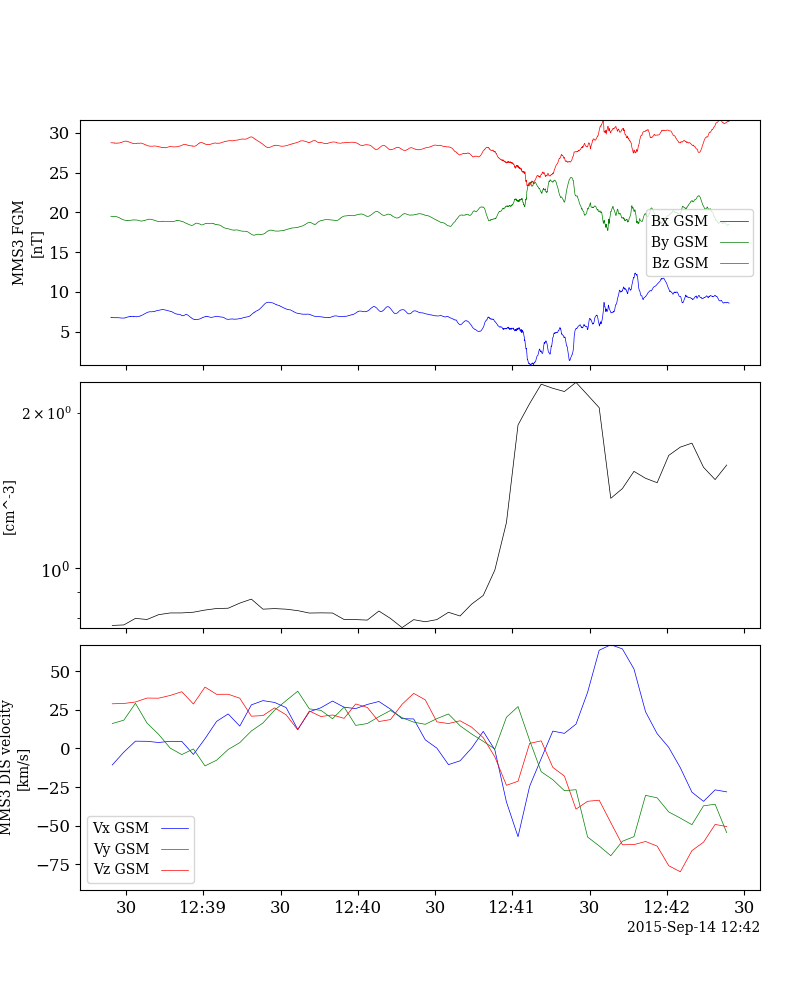 30
25
20
15
10
5
MMS3 FGM
[nT]
Bx GSM
By GSM
Bz GSM
2 × 10⁰
10⁰
[cm^-3]
50
25
0
−25
−50
−75
MMS3 DIS velocity
[km/s]
Vx GSM
Vy GSM
Vz GSM
30 12:39 30 12:40 30 12:41 30 12:42 30
2015-Sep-14 12:42